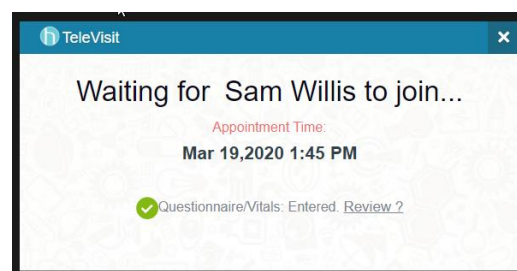 TeleVisit
Waiting for Sam Willis to join...
Appointment Time:
Mar 19,2020 1:45 PM
Questionnaire/Vitals: Entered. Review ?